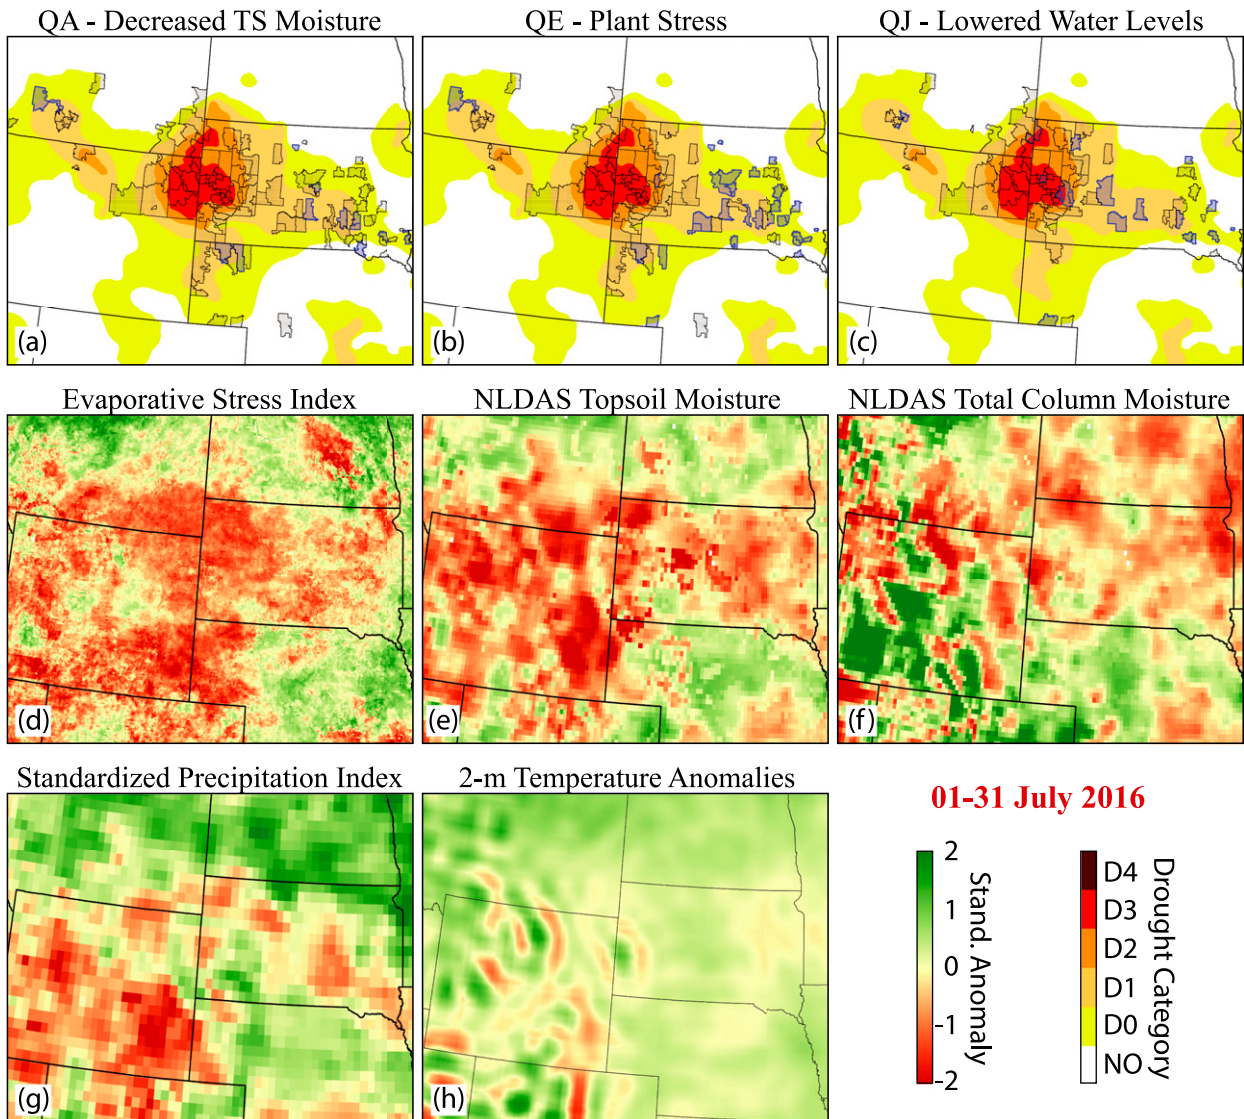 QA - Decreased TS Moisture
QE - Plant Stress
QJ - Lowered Water Levels
(a)
(b)
(c)
Evaporative Stress Index
NLDAS Topsoil Moisture
NLDAS Total Column Moisture
(d)
(e)
(f)
Standardized Precipitation Index
2-m Temperature Anomalies
(g)
(h)
01-31 July 2016
2
1
0
-1
-2
Stand. Anomaly
D4
D3
D2
D1
D0
NO
Drought Category